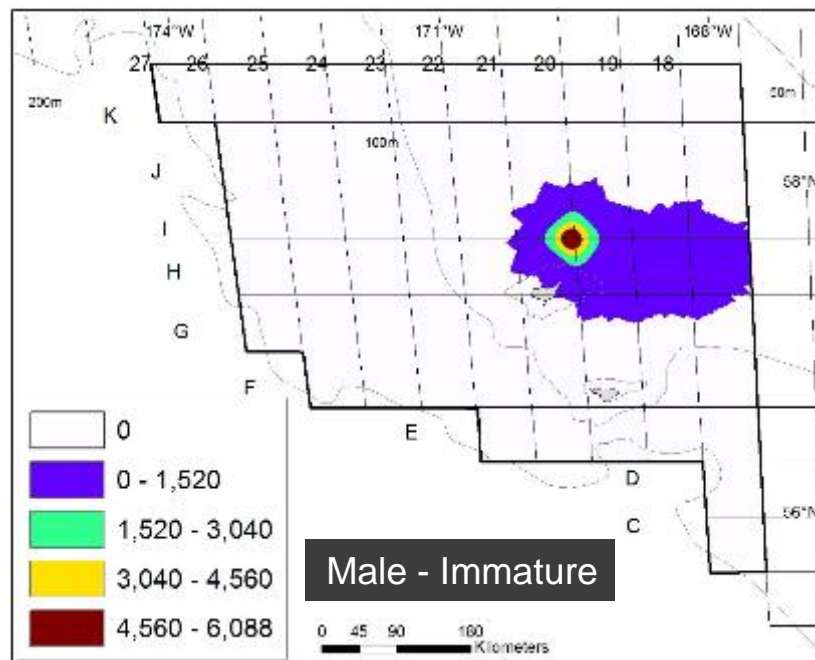 174°W 171°W 168°W
27 26 25 24 23 22 21 20 19 18
200m 50m
K
100m
J
58°N
I
H
G
F
E
D
C
56°N
0
0 - 1,520
1,520 - 3,040
3,040 - 4,560
4,560 - 6,088
Male - Immature
0 45 90 180
Kilometers